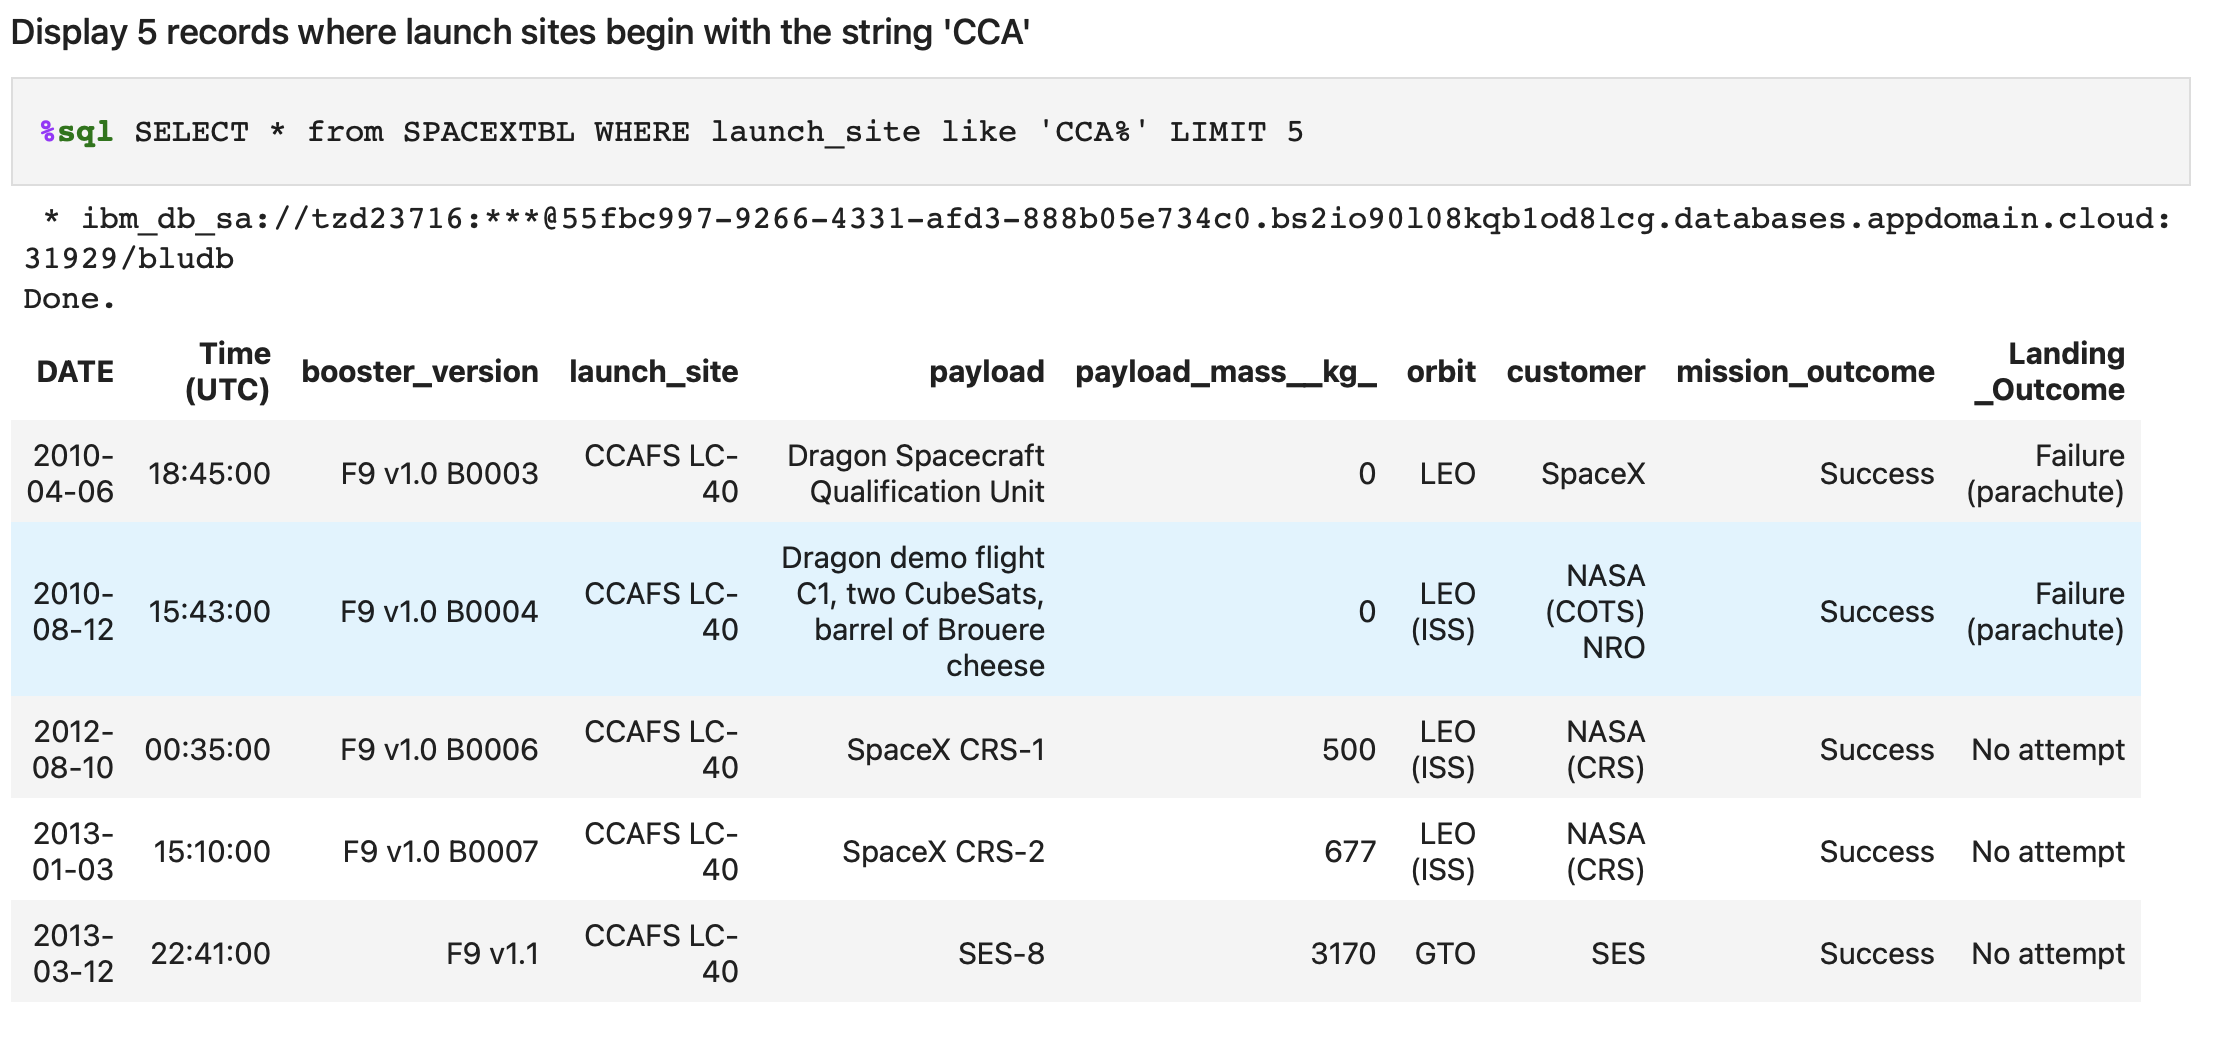 Display 5 records where launch sites begin with the string 'CCA'
%sql SELECT * from SPACEXTBL WHERE launch_site like 'CCA%' LIMIT 5
* ibm_db_sa://tzd23716:***@55fbc997-9266-4331-afd3-888b05e734c0.bs2io90l08kqb1od8lcg.databases.appdomain.cloud:
31929/bludb
Done.
DATE Time (UTC) booster_version launch_site payload payload_mass__kg_ orbit customer mission_outcome Landing _Outcome
2010-04-06 18:45:00 F9 v1.0 B0003 CCAFS LC-40 Dragon Spacecraft Qualification Unit 0 LEO SpaceX Success Failure (parachute)
2010-08-12 15:43:00 F9 v1.0 B0004 CCAFS LC-40 Dragon demo flight C1, two CubeSats, barrel of Brouere cheese 0 LEO (ISS) NASA (COTS) NRO Success Failure (parachute)
2012-08-10 00:35:00 F9 v1.0 B0006 CCAFS LC-40 SpaceX CRS-1 500 LEO (ISS) NASA (CRS) Success No attempt
2013-01-03 15:10:00 F9 v1.0 B0007 CCAFS LC-40 SpaceX CRS-2 677 LEO (ISS) NASA (CRS) Success No attempt
2013-03-12 22:41:00 F9 v1.1 CCAFS LC-40 SES-8 3170 GTO SES Success No attempt